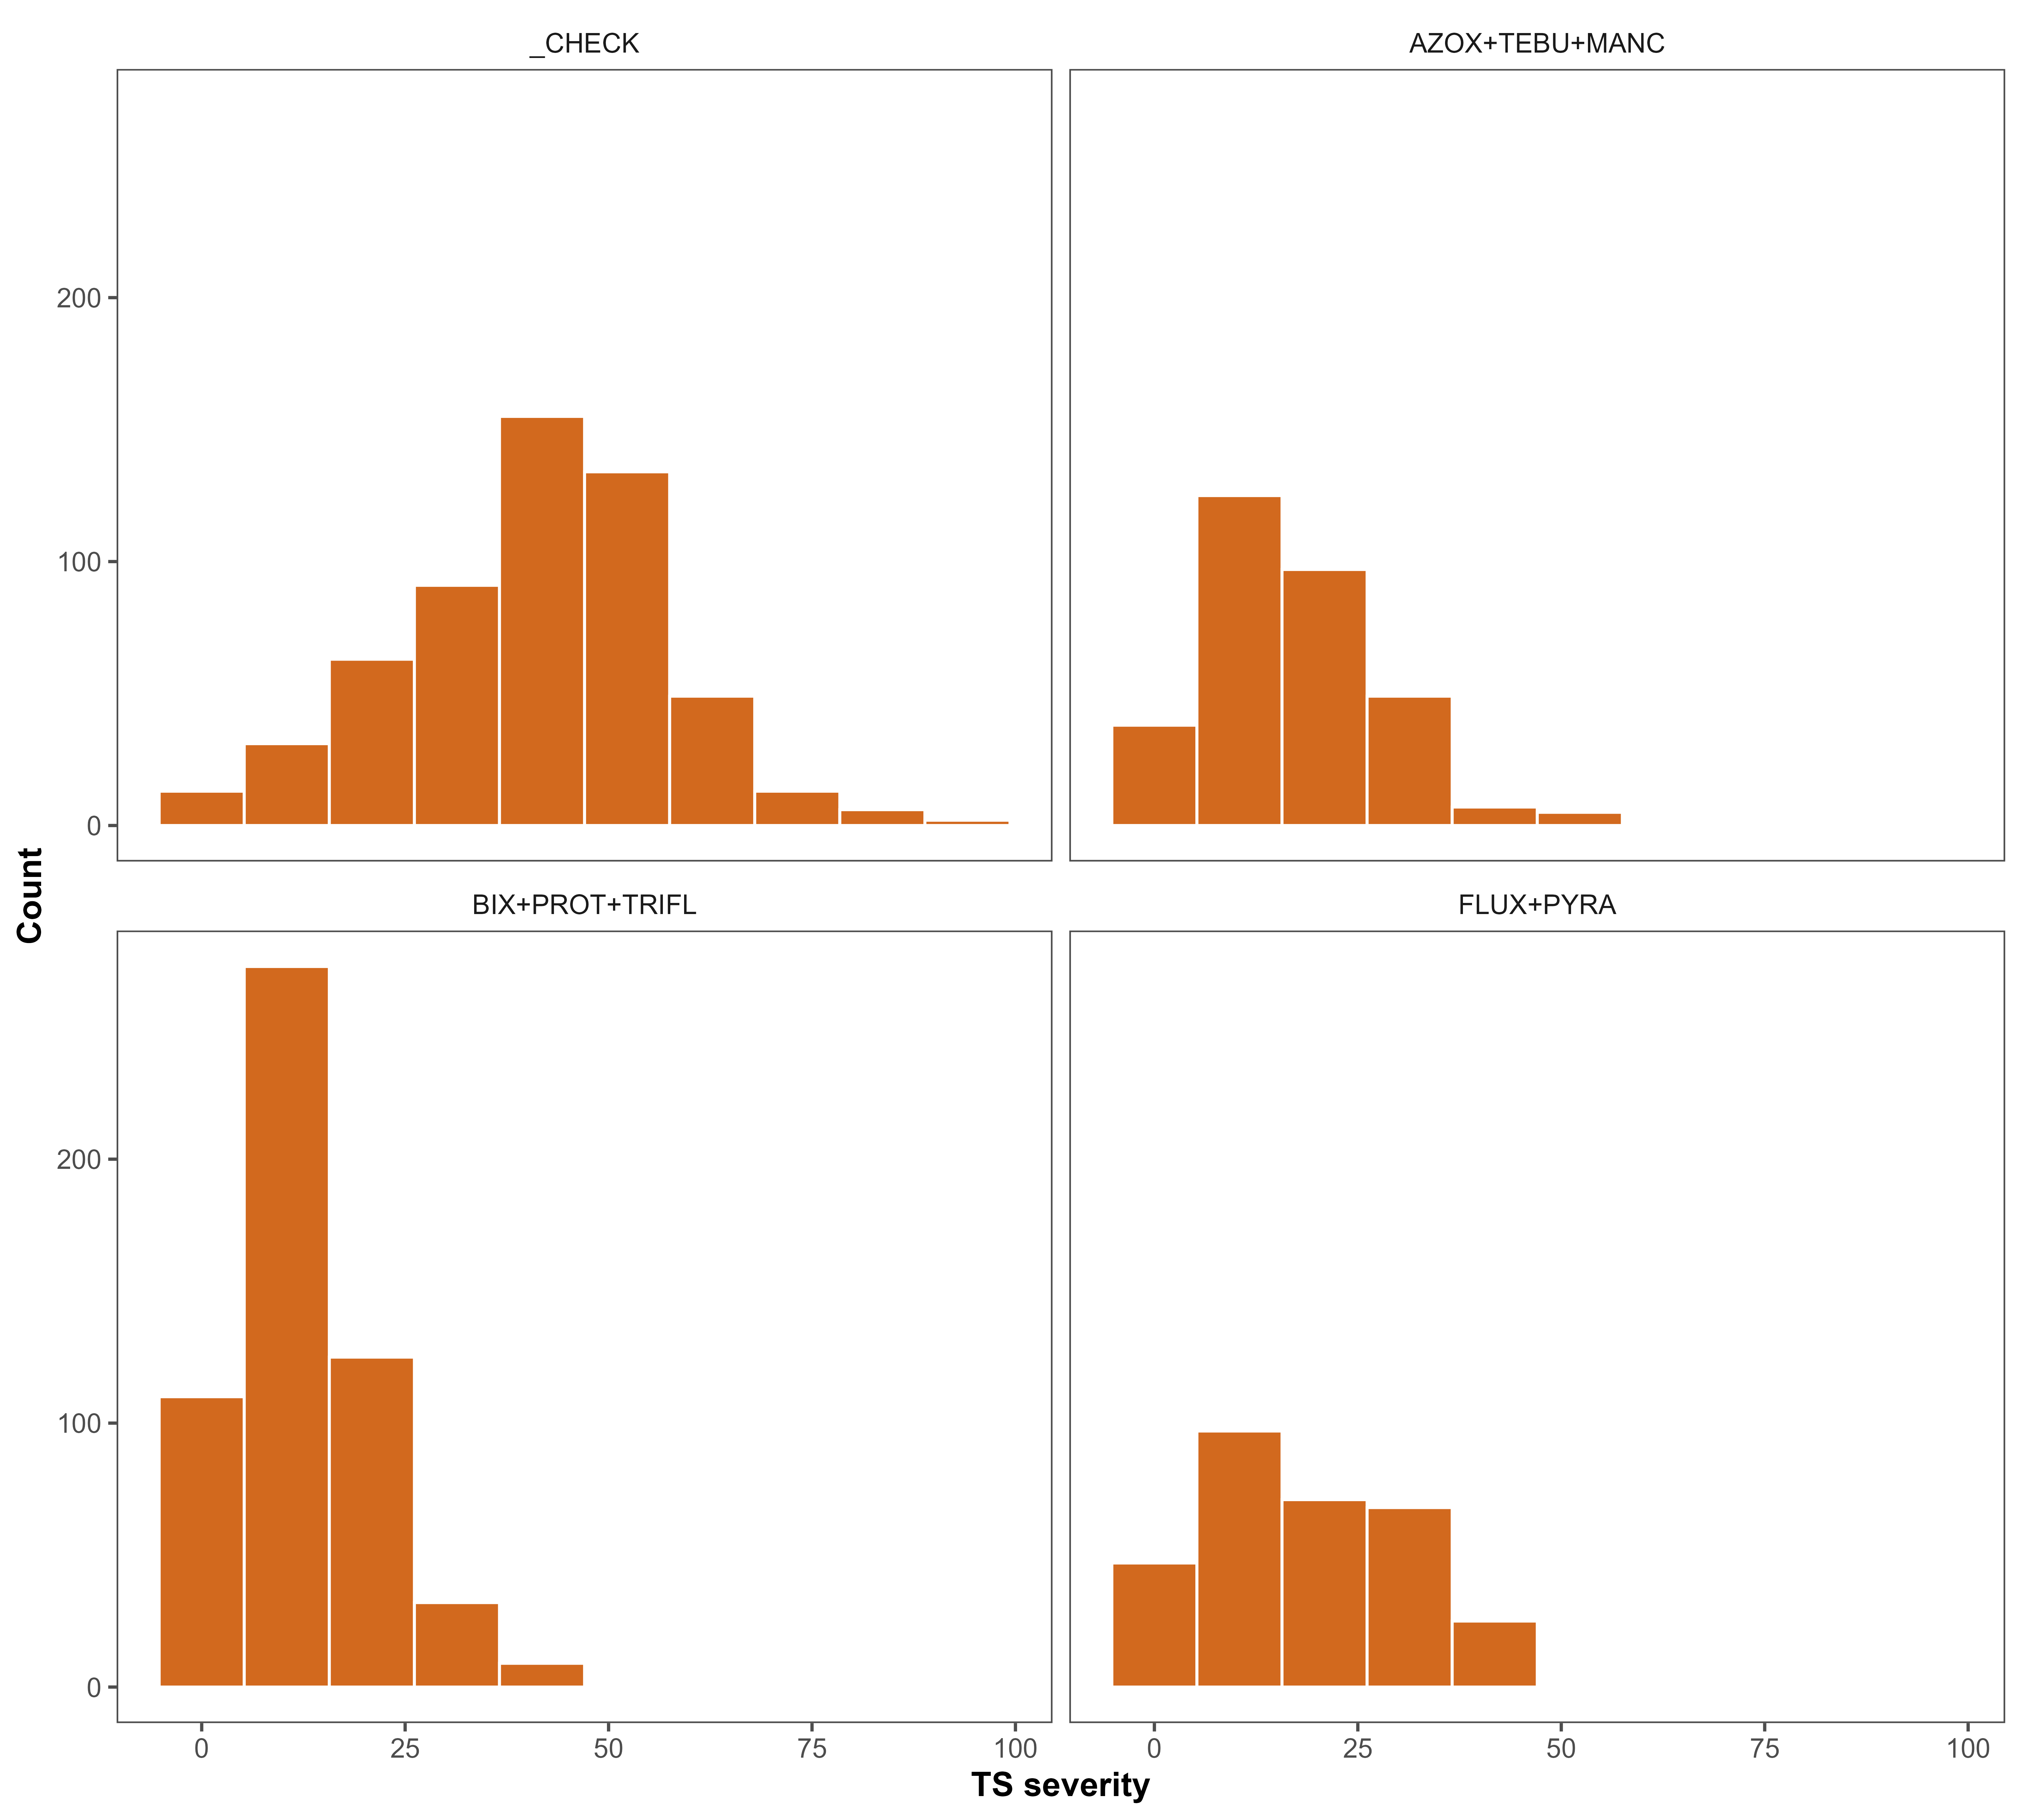 _CHECK
AZOX+TEBU+MANC
200
100
0
BIX+PROT+TRIFL
FLUX+PYRA
200
100
0
0 25 50 75 100
0 25 50 75 100
TS severity
Count